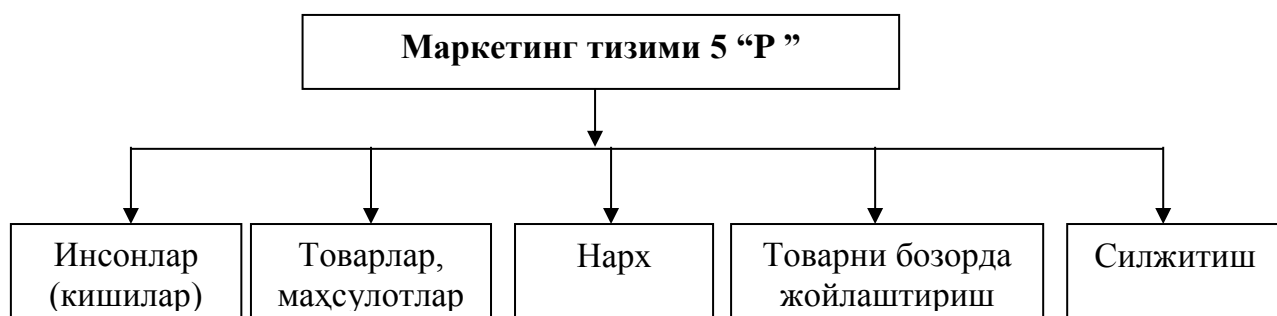 Маркетинг тизими 5 “Р ”
Инсонлар
(кишилар)
Товарлар,
маҳсулотлар
Нарх
Товарни бозорда
жойлаштириш
Силжитиш